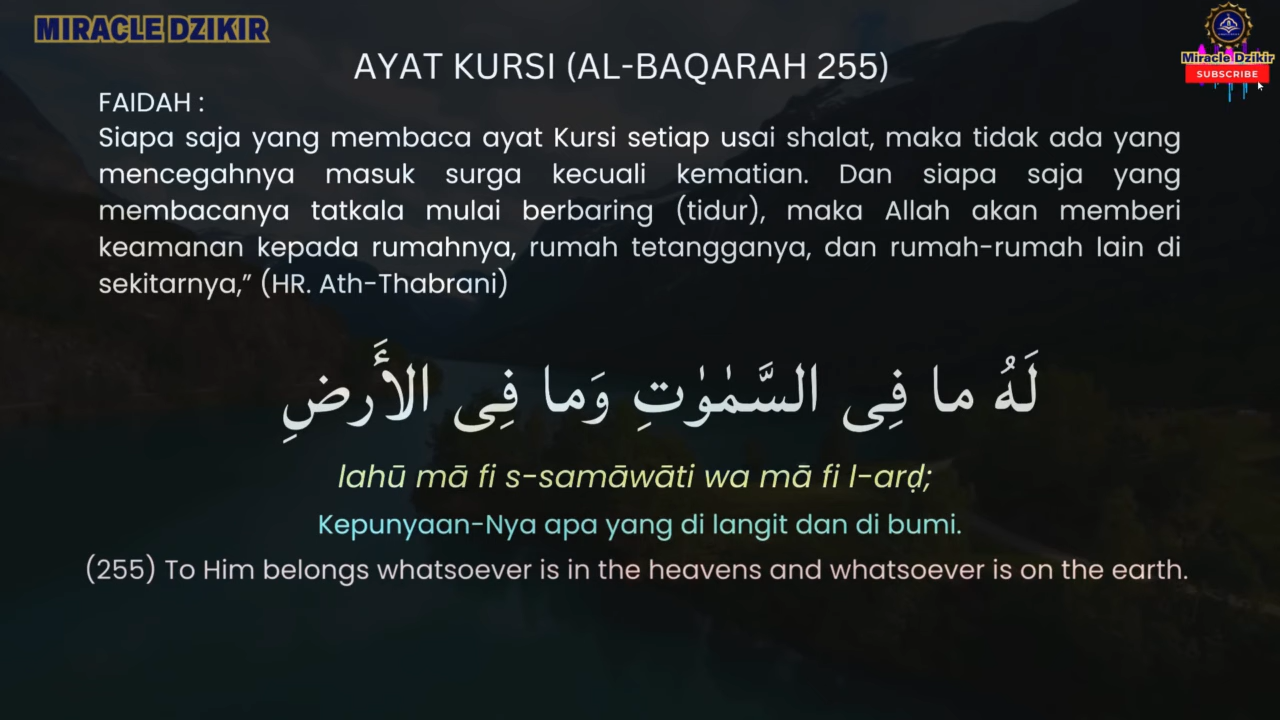 MIRACLE DZIKIR
Miracle Dzikir
SUBSCRIBE
AYAT KURSI (AL-BAQARAH 255)
FAIDAH :
Siapa saja yang membaca ayat Kursi setiap usai shalat, maka tidak ada yang
mencegahnya masuk surga kecuali kematian. Dan siapa saja yang
membacanya tatkala mulai berbaring (tidur), maka Allah akan memberi
keamanan kepada rumahnya, rumah tetangganya, dan rumah-rumah lain di
sekitarnya,” (HR. Ath-Thabrani)
لَهُ ما فِى السَّمٰوٰتِ وَما فِى الأَرضِ
lahū mā fi s-samāwāti wa mā fi l-arḍ;
Kepunyaan-Nya apa yang di langit dan di bumi.
(255) To Him belongs whatsoever is in the heavens and whatsoever is on the earth.